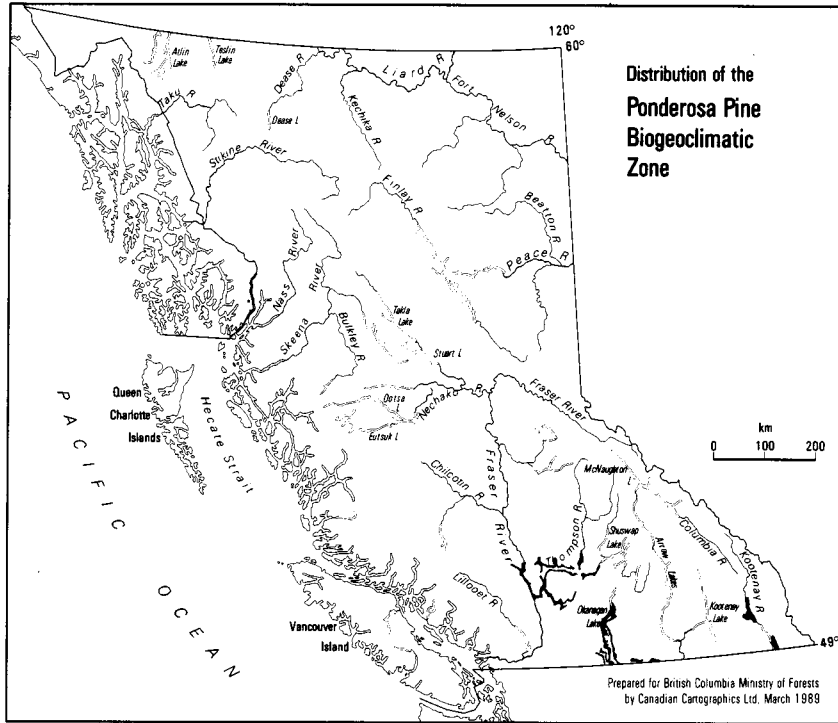 120°
60°
Distribution of the
Ponderosa Pine
Biogeoclimatic
Zone
Atlin
Lake
Teslin
Lake
Taku R
Dease R
Liard R
Fort Nelson R
Dease L
Kechika R
Stikine River
Finlay R
Beatton R
Peace R
Nass River
Skeena River
Bulkley R
Takla
Lake
Stuart L
Queen
Charlotte
Islands
Hecate Strait
PACIFIC OCEAN
Ootsa
L
Eutsuk L
Nechako R
Fraser River
km
0 100 200
Chilcotin R
Fraser River
McNaughton
L
Thompson R
Shuswap
Lake
Columbia R
Arrow Lakes
Kootenay R
Lillooet R
Okanagan
Lake
Kootenay
Lake
Vancouver
Island
49°
Prepared for British Columbia Ministry of Forests
by Canadian Cartographics Ltd. March 1989